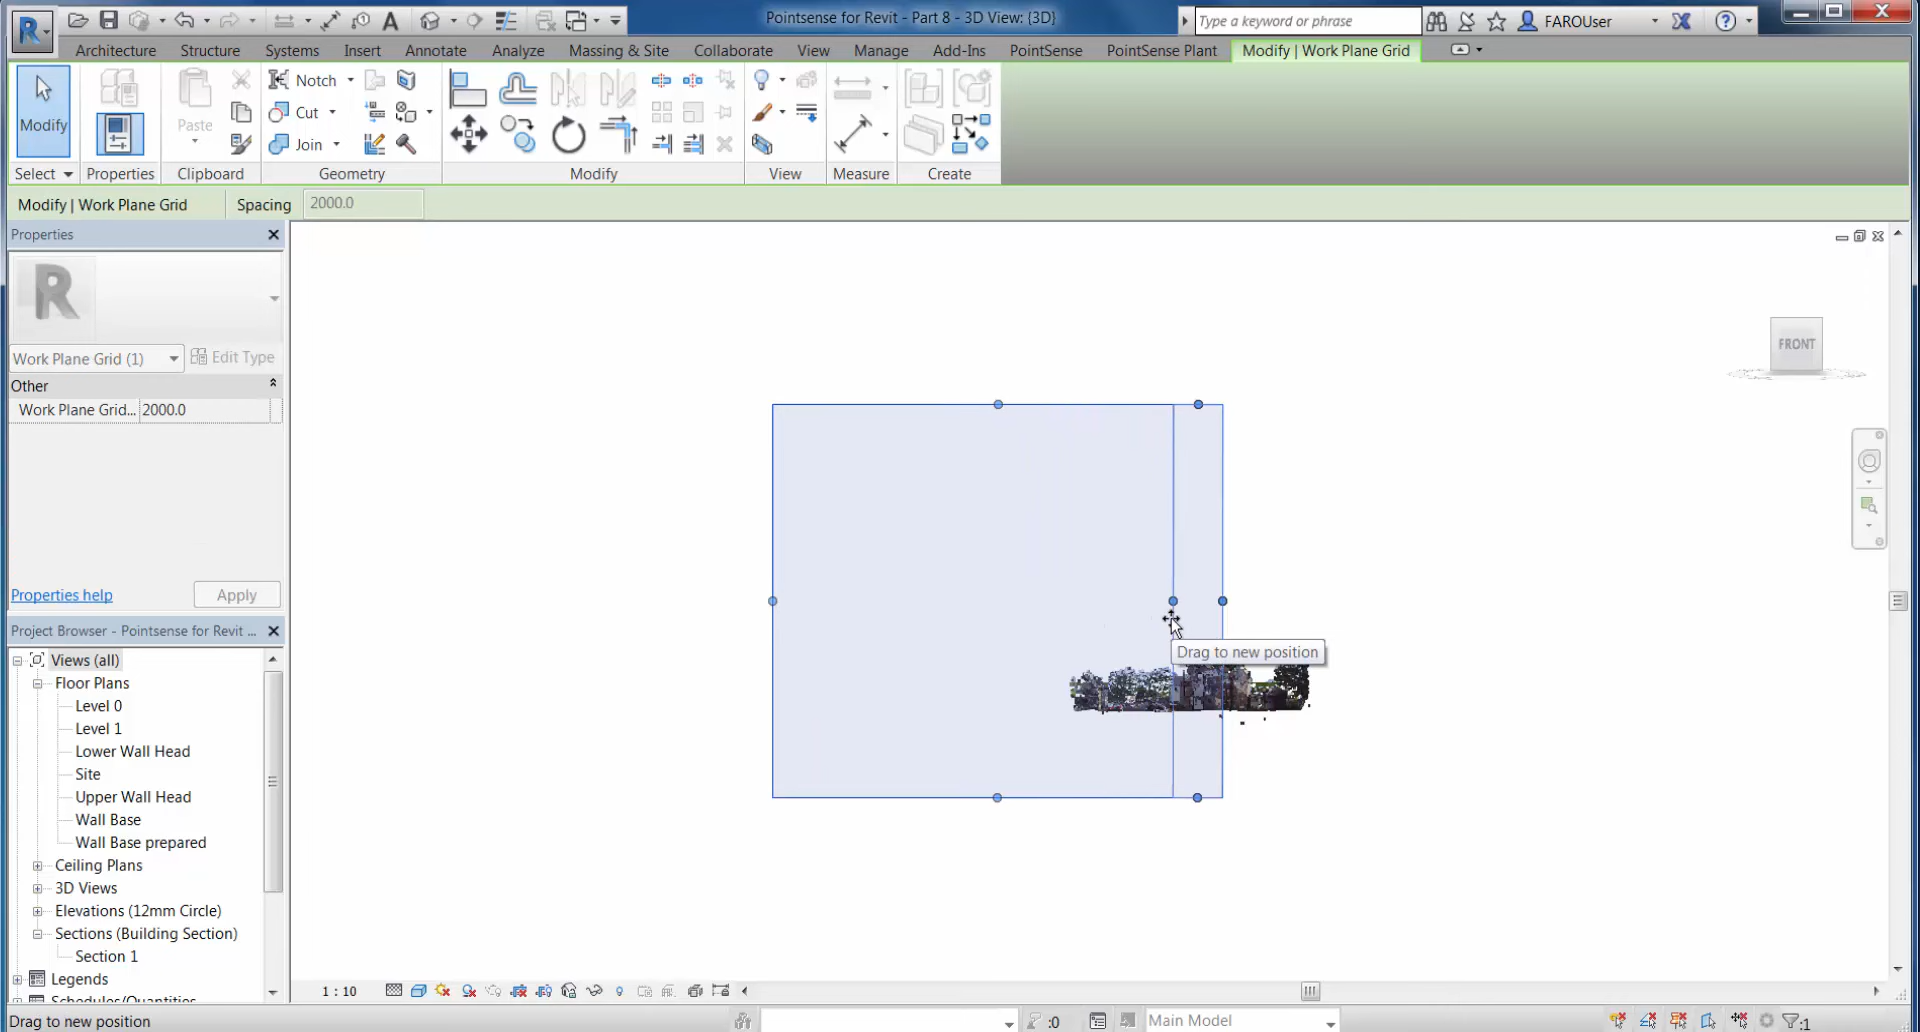 Pointsense for Revit - Part 8 - 3D View: {3D}
Type a keyword or phrase
FAROUser
Architecture Structure Systems Insert Annotate Analyze Massing & Site Collaborate View Manage Add-Ins PointSense PointSense Plant Modify | Work Plane Grid
Modify
Paste
Notch
Cut
Join
Select Properties Clipboard Geometry Modify View Measure Create
Modify | Work Plane Grid Spacing 2000.0
Properties
R
Work Plane Grid (1) Edit Type
Other
Work Plane Grid... 2000.0
Properties help Apply
FRONT
Drag to new position
Project Browser - Pointsense for Revit ...
Views (all)
Floor Plans
Level 0
Level 1
Lower Wall Head
Site
Upper Wall Head
Wall Base
Wall Base prepared
Ceiling Plans
3D Views
Elevations (12mm Circle)
Sections (Building Section)
Section 1
Legends
Schedules/Quantities
1 : 10
Drag to new position
:0
Main Model
:1